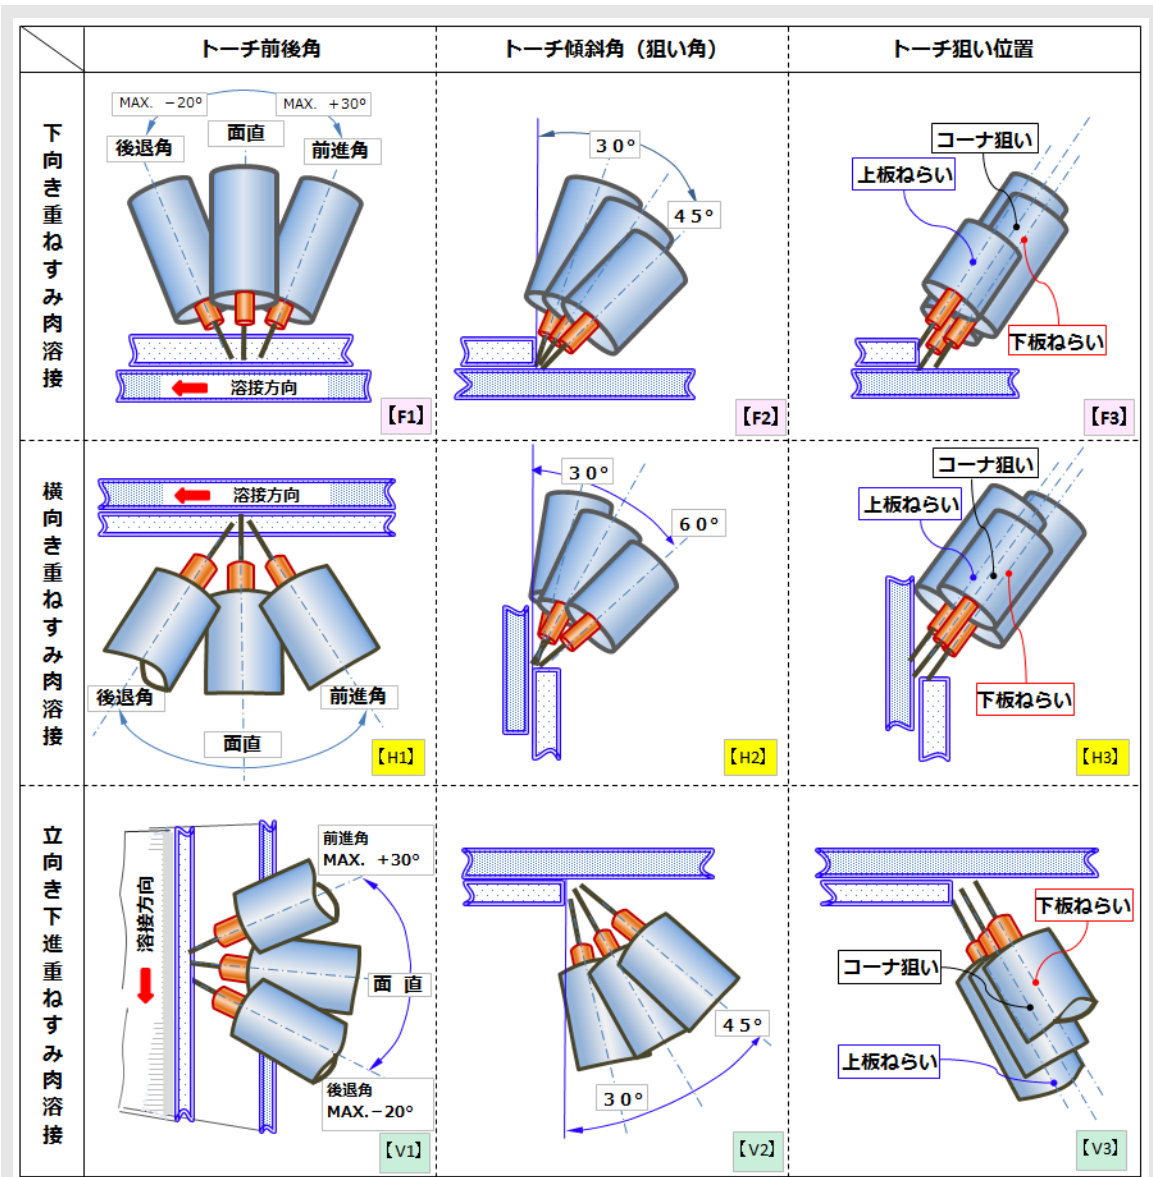 トーチ前後角
トーチ傾斜角（狙い角）
トーチ狙い位置
下向き重ねすみ肉溶接
MAX. －20°
MAX. ＋30°
後退角
面直
前進角
溶接方向
【F1】
30°
45°
【F2】
コーナ狙い
上板ねらい
下板ねらい
【F3】
横向き重ねすみ肉溶接
溶接方向
後退角
前進角
面直
【H1】
30°
60°
【H2】
コーナ狙い
上板ねらい
下板ねらい
【H3】
立向き下進重ねすみ肉溶接
溶接方向
前進角
MAX. ＋30°
面 直
後退角
MAX.－20°
【V1】
45°
30°
【V2】
下板ねらい
コーナ狙い
上板ねらい
【V3】